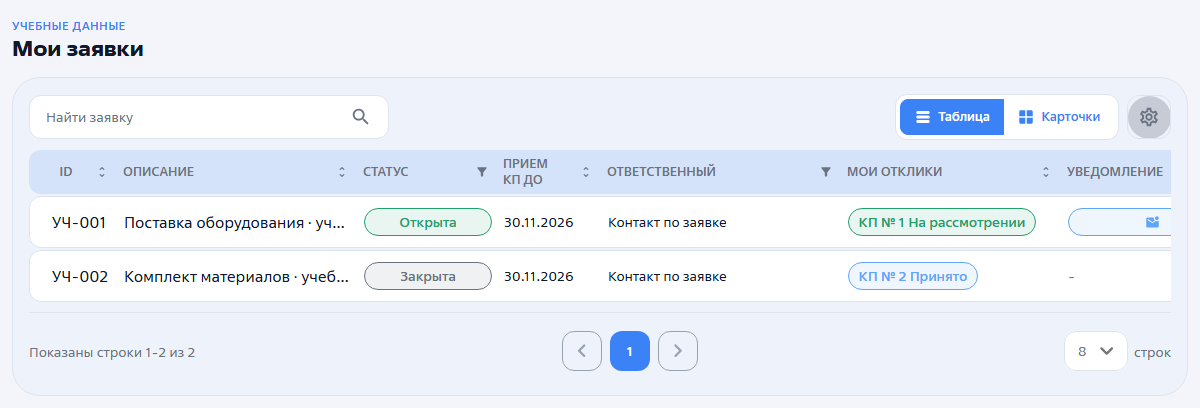 УЧЕБНЫЕ ДАННЫЕ
Мои заявки
Найти заявку
Таблица
Карточки
ID ОПИСАНИЕ СТАТУС ПРИЕМ КП ДО ОТВЕТСТВЕННЫЙ МОИ ОТКЛИКИ УВЕДОМЛЕНИЕ
УЧ-001 Поставка оборудования · уч... Открыта 30.11.2026 Контакт по заявке КП № 1 На рассмотрении
УЧ-002 Комплект материалов · учеб... Закрыта 30.11.2026 Контакт по заявке КП № 2 Принято -
Показаны строки 1-2 из 2
1
8 строк